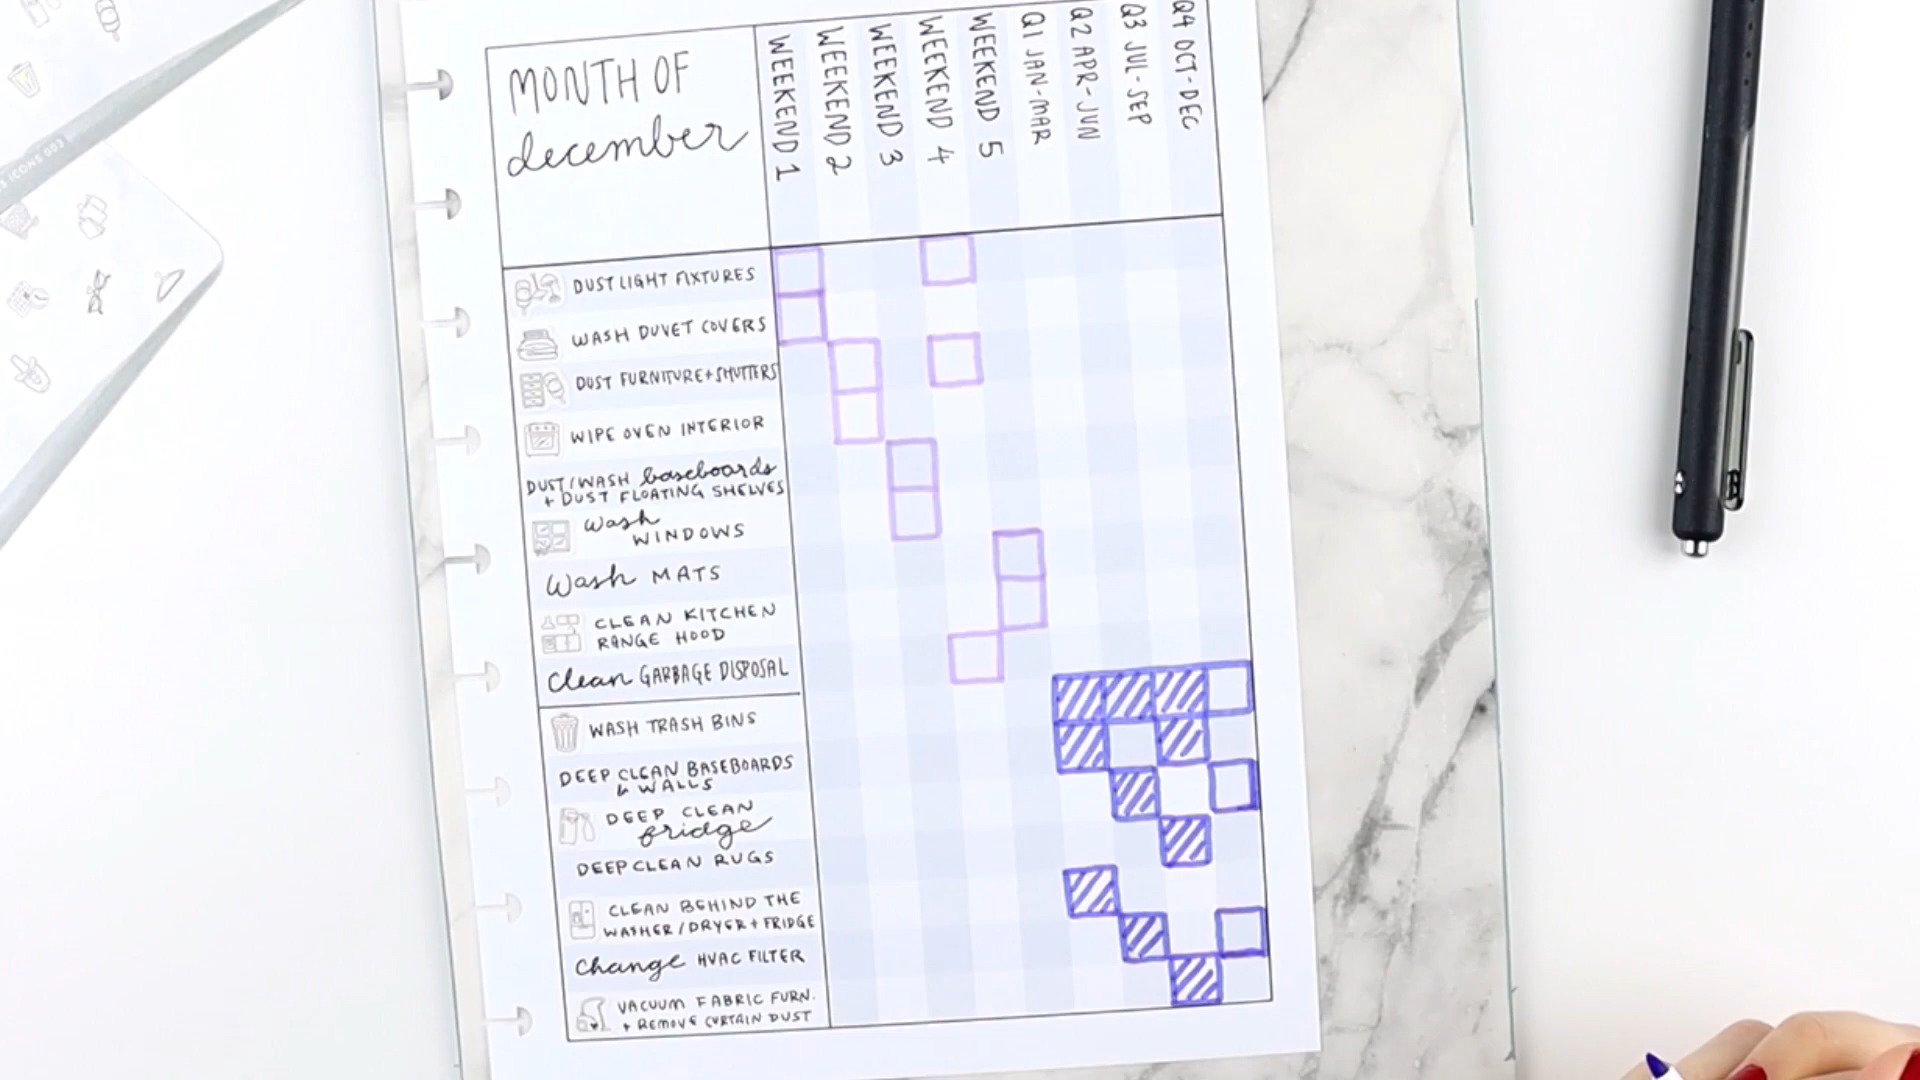 MONTH OF
december
WEEKEND 1
WEEKEND 2
WEEKEND 3
WEEKEND 4
WEEKEND 5
Q1 JAN-MAR
Q2 APR-JUN
Q3 JUL-SEP
Q4 OCT-DEC
DUST LIGHT FIXTURES
WASH DUVET COVERS
DUST FURNITURE+SHUTTERS
WIPE OVEN INTERIOR
DUST/WASH baseboards
+ DUST FLOATING SHELVES
Wash
WINDOWS
Wash MATS
CLEAN KITCHEN
RANGE HOOD
Clean GARBAGE DISPOSAL
WASH TRASH BINS
DEEP CLEAN BASEBOARDS
& WALLS
DEEP CLEAN
fridge
DEEP CLEAN RUGS
CLEAN BEHIND THE
WASHER/DRYER+FRIDGE
Change HVAC FILTER
VACUUM FABRIC FURN.
+ REMOVE CURTAIN DUST
ICONS 003